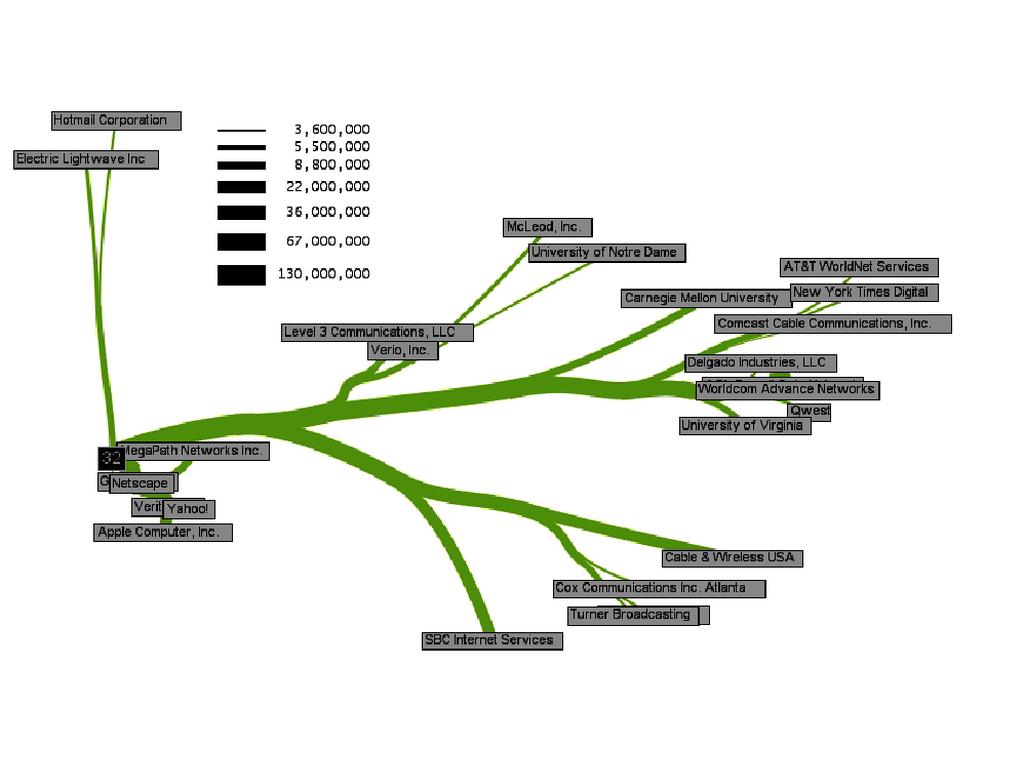 Hotmail Corporation
Electric Lightwave Inc
3,600,000
5,500,000
8,800,000
22,000,000
36,000,000
67,000,000
130,000,000
McLeod, Inc.
University of Notre Dame
AT&T WorldNet Services
New York Times Digital
Carnegie Mellon University
Comcast Cable Communications, Inc.
Level 3 Communications, LLC
Verio, Inc.
Delgado Industries, LLC
Worldcom Advance Networks
Qwest
University of Virginia
MegaPath Networks Inc.
32
Netscape
Yahoo!
Apple Computer, Inc.
Cable & Wireless USA
Cox Communications Inc. Atlanta
Turner Broadcasting
SBC Internet Services